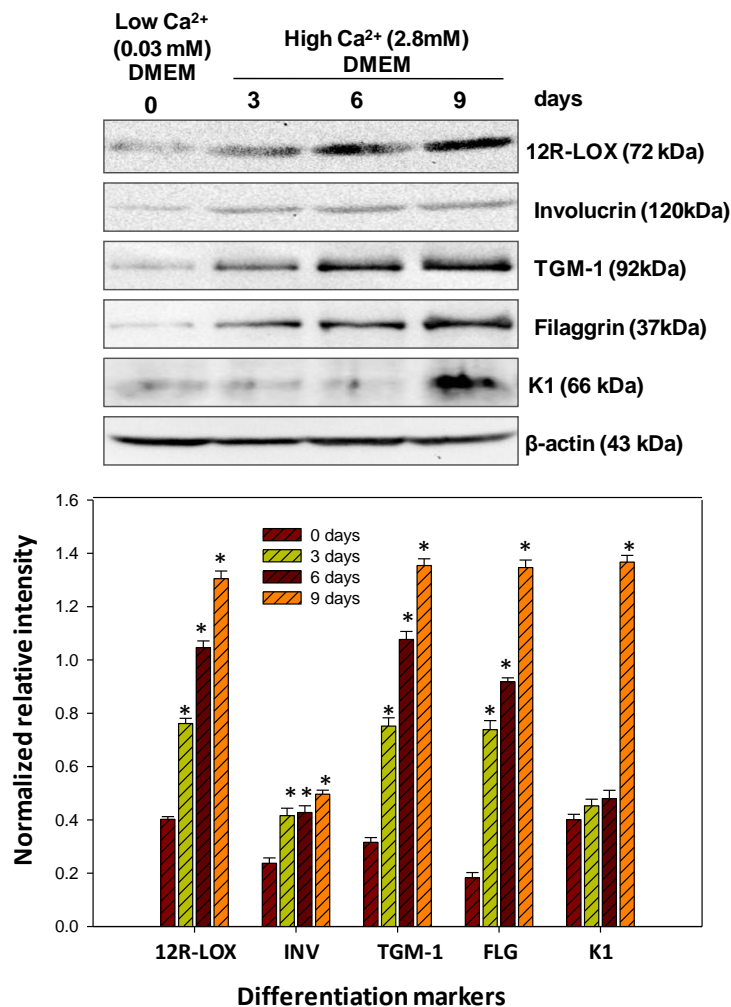 Low Ca²⁺
(0.03 mM)
DMEM
High Ca²⁺ (2.8mM)
DMEM
0 3 6 9 days
12R-LOX (72 kDa)
Involucrin (120kDa)
TGM-1 (92kDa)
Filaggrin (37kDa)
K1 (66 kDa)
β-actin (43 kDa)
Normalized relative intensity
1.6
1.4
1.2
1.0
0.8
0.6
0.4
0.2
0.0
0 days
3 days
6 days
9 days
* * *
* * *
* * *
* * *
*
12R-LOX INV TGM-1 FLG K1
Differentiation markers